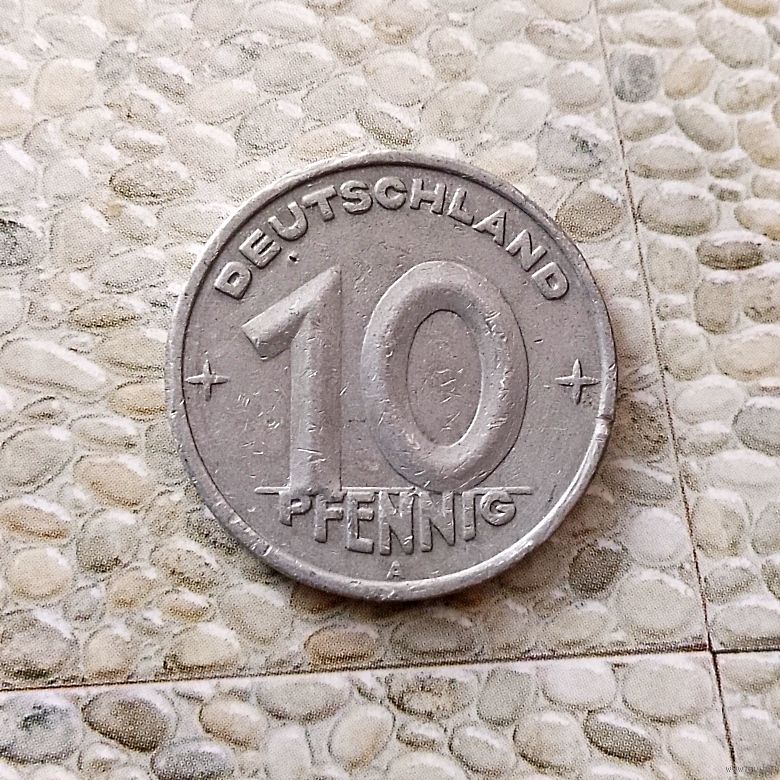 DEUTSCHLAND
10
PFENNIG
A